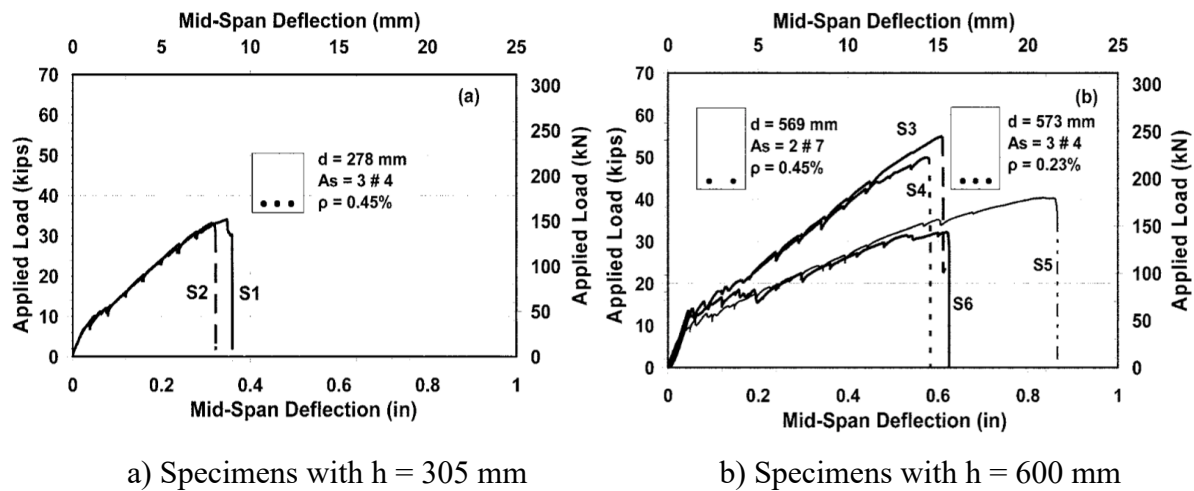 Mid-Span Deflection (mm)
0 5 10 15 20 25
70
60
50
40
30
20
10
0
Applied Load (kips)
(a)
d = 278 mm
As = 3 # 4
ρ = 0.45%
S2
S1
300
250
200
150
100
50
0
Applied Load (kN)
0 0.2 0.4 0.6 0.8 1
Mid-Span Deflection (in)
a) Specimens with h = 305 mm
Mid-Span Deflection (mm)
0 5 10 15 20 25
70
60
50
40
30
20
10
0
Applied Load (kips)
(b)
d = 569 mm
As = 2 # 7
ρ = 0.45%
S3
d = 573 mm
As = 3 # 4
ρ = 0.23%
S4
S5
S6
300
250
200
150
100
50
0
Applied Load (kN)
0 0.2 0.4 0.6 0.8 1
Mid-Span Deflection (in)
b) Specimens with h = 600 mm